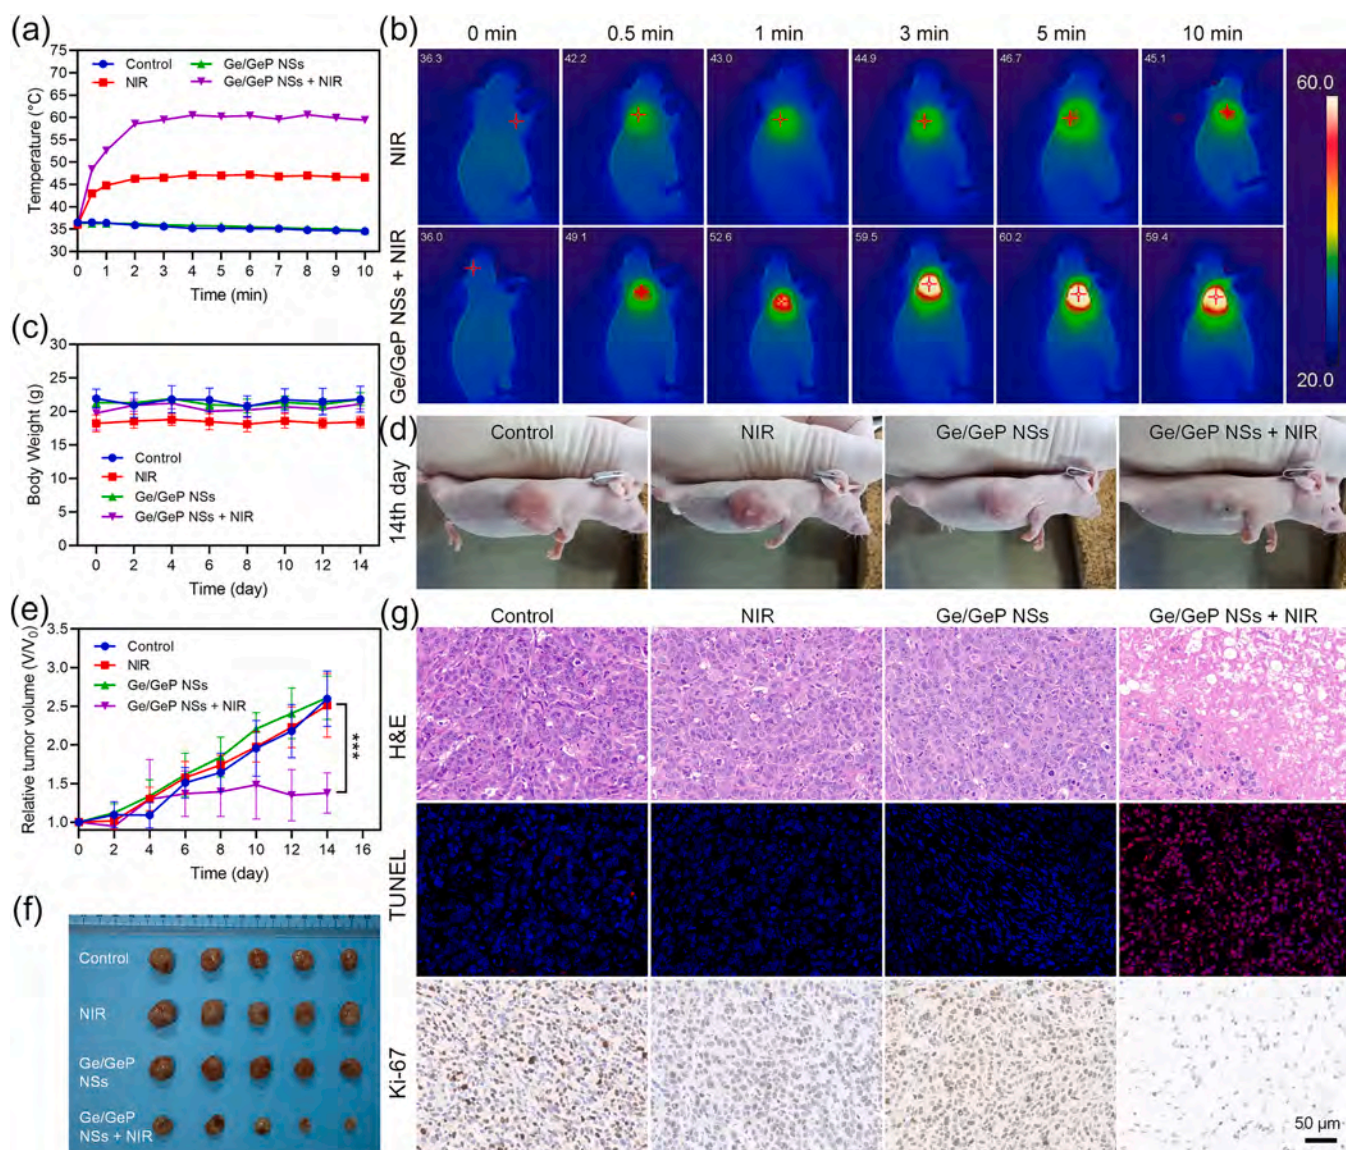 (a)
Temperature (°C)
75
70
65
60
55
50
45
40
35
30
Control
Ge/GeP NSs
NIR
Ge/GeP NSs + NIR
0 1 2 3 4 5 6 7 8 9 10
Time (min)
(b)
0 min 0.5 min 1 min 3 min 5 min 10 min
NIR
36.3 42.2 43.0 44.9 46.7 45.1
Ge/GeP NSs + NIR
36.0 49.1 52.6 59.5 60.2 59.4
60.0
20.0
(c)
Body Weight (g)
30
25
20
15
10
5
0
Control
NIR
Ge/GeP NSs
Ge/GeP NSs + NIR
0 2 4 6 8 10 12 14
Time (day)
(d)
14th day
Control NIR Ge/GeP NSs Ge/GeP NSs + NIR
(e)
Relative tumor volume (V/V₀)
3.5
3.0
2.5
2.0
1.5
1.0
Control
NIR
Ge/GeP NSs
Ge/GeP NSs + NIR
***
0 2 4 6 8 10 12 14 16
Time (day)
(f)
Control
NIR
Ge/GeP
NSs
Ge/GeP
NSs + NIR
(g)
Control NIR Ge/GeP NSs Ge/GeP NSs + NIR
H&E
TUNEL
Ki-67
50 µm